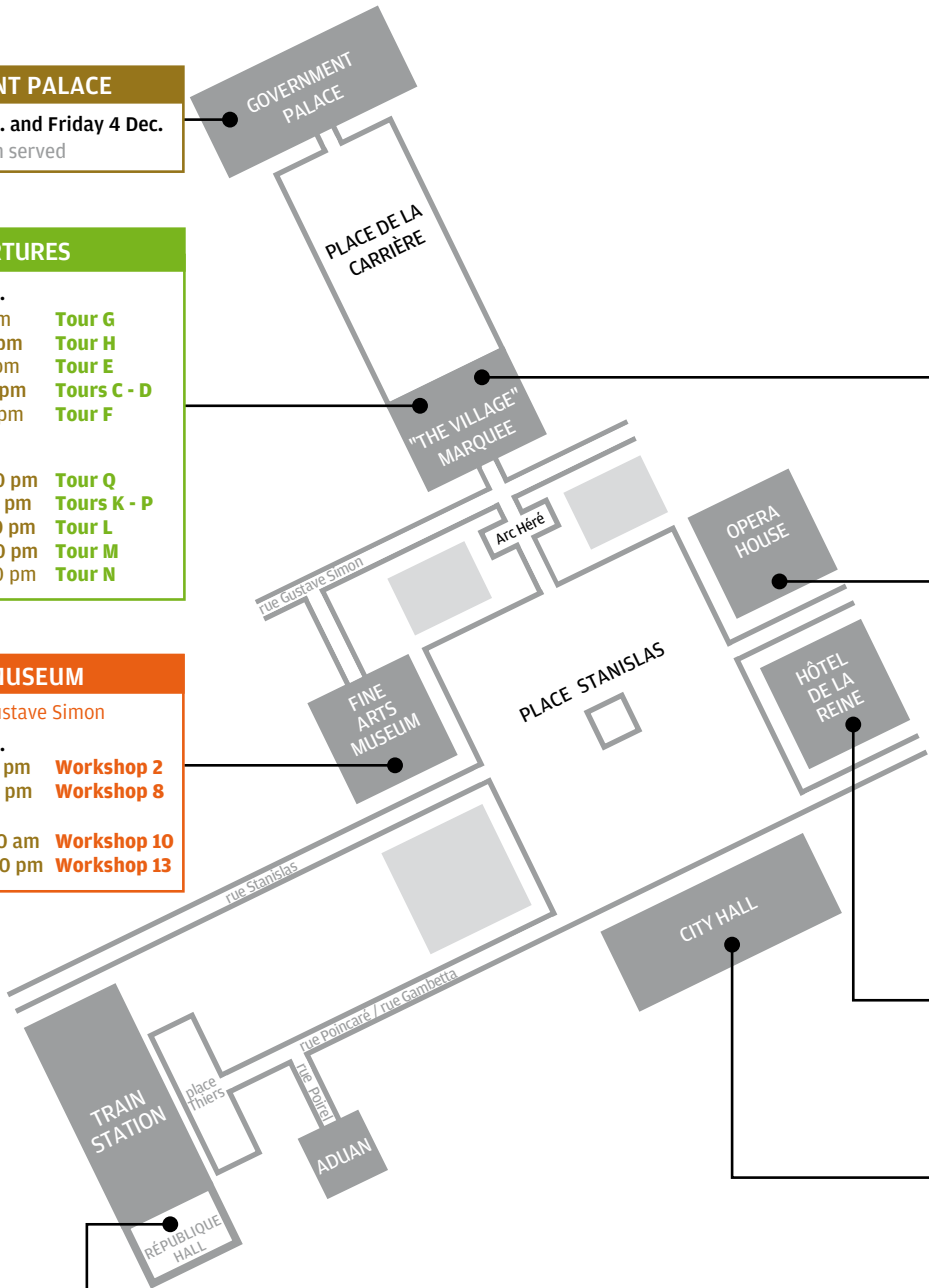 NT PALACE
. and Friday 4 Dec.
served
RTURES
Tour G
pm Tour H
Tour E
pm Tours C - D
pm Tour F
0 pm Tour Q
pm Tours K - P
pm Tour L
0 pm Tour M
0 pm Tour N
MUSEUM
ustave Simon
pm Workshop 2
pm Workshop 8
0 am Workshop 10
0 pm Workshop 13
GOVERNMENT
PALACE
PLACE DE LA
CARRIÈRE
"THE VILLAGE"
MARQUEE
Arc Héré
OPERA
HOUSE
rue Gustave Simon
FINE
ARTS
MUSEUM
PLACE STANISLAS
HÔTEL
DE LA
REINE
rue Stanislas
CITY HALL
rue Poincaré / rue Gambetta
rue Poirel
place
Thiers
TRAIN
STATION
ADUAN
RÉPUBLIQUE
HALL